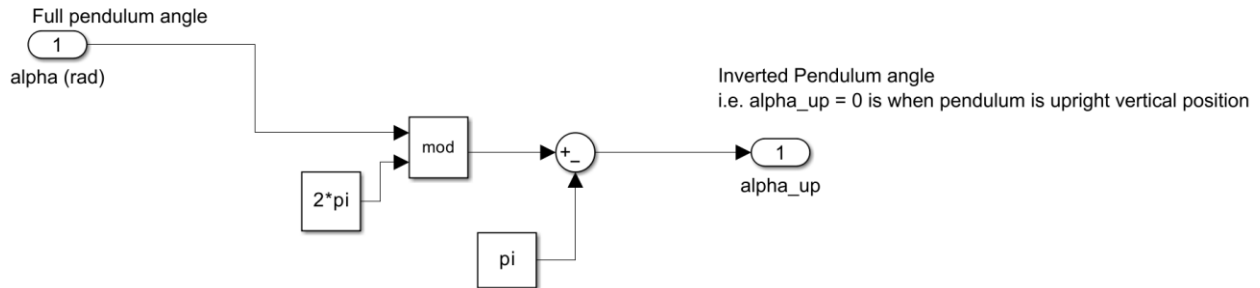 Full pendulum angle
1
alpha (rad)
2*pi
mod
pi
+
_
Inverted Pendulum angle
i.e. alpha_up = 0 is when pendulum is upright vertical position
1
alpha_up